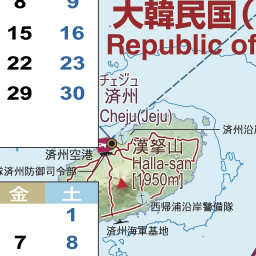 8 9
15 16
22 23
29 30
大韓民国(
Republic of
チェジュ
済州
Cheju(Jeju)
済州沿
漢拏山
Halla-san
[1950m]
済州空港
隊済州防御司令部
西帰浦沿岸警備隊
済州海軍基地
金 土
1
7 8